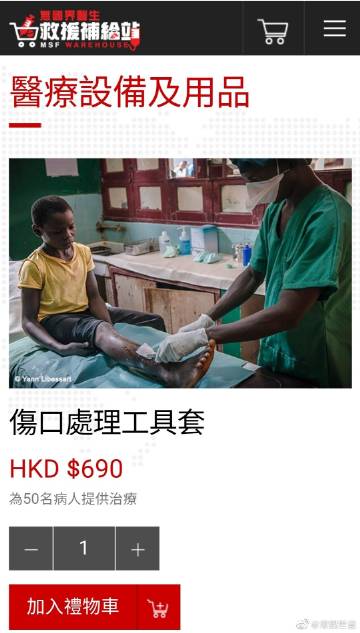 無國界醫生
救援補給站
MSF WAREHOUSE
醫療設備及用品
© Yann Libessart
傷口處理工具套
HKD $690
為50名病人提供治療
1
加入禮物車